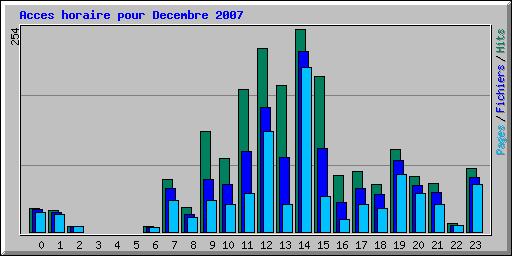 Acces horaire pour Decembre 2007
254
Pages / Fichiers / Hits
0 1 2 3 4 5 6 7 8 9 10 11 12 13 14 15 16 17 18 19 20 21 22 23